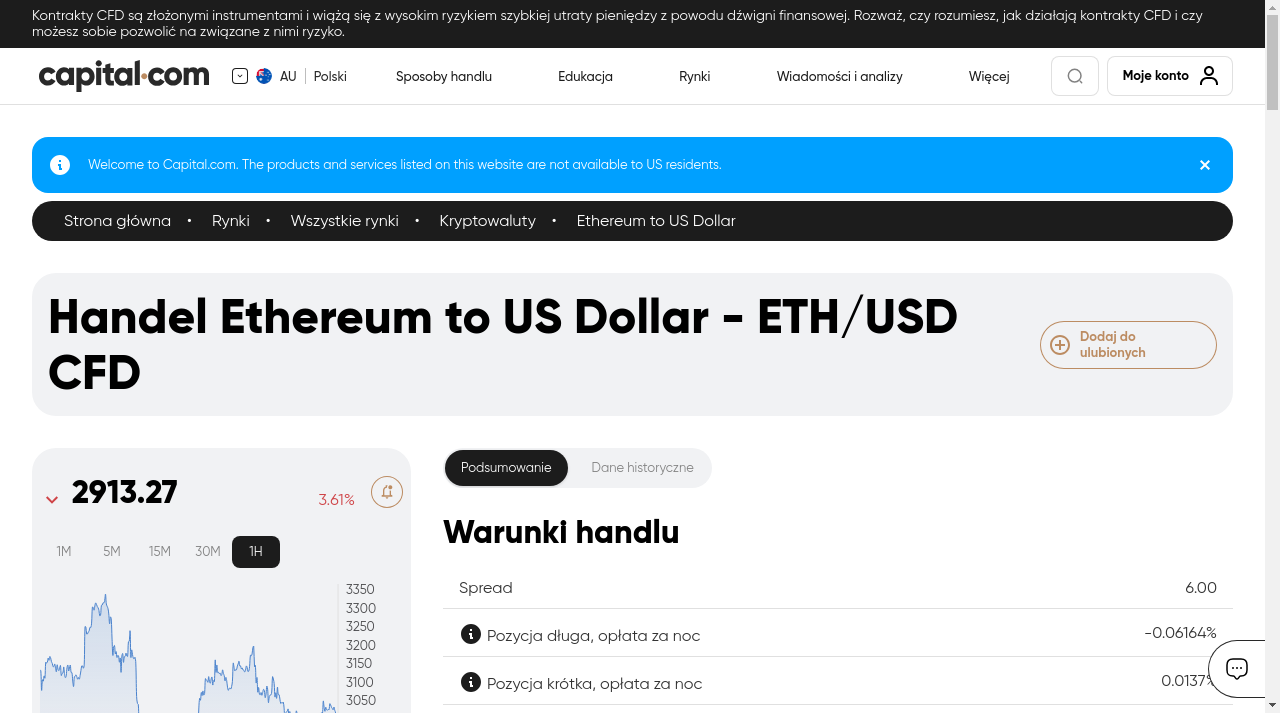 Kontrakty CFD są złożonymi instrumentami i wiążą się z wysokim ryzykiem szybkiej utraty pieniędzy z powodu dźwigni finansowej. Rozważ, czy rozumiesz, jak działają kontrakty CFD i czy
możesz sobie pozwolić na związane z nimi ryzyko.
capital.com
AU
Polski
Sposoby handlu
Edukacja
Rynki
Wiadomości i analizy
Więcej
Moje konto
Welcome to Capital.com. The products and services listed on this website are not available to US residents.
Strona główna • Rynki • Wszystkie rynki • Kryptowaluty • Ethereum to US Dollar
Handel Ethereum to US Dollar - ETH/USD
CFD
Dodaj do
ulubionych
2913.27
3.61%
1M 5M 15M 30M 1H
3350
3300
3250
3200
3150
3100
3050
Podsumowanie
Dane historyczne
Warunki handlu
Spread 6.00
Pozycja długa, opłata za noc -0.06164%
Pozycja krótka, opłata za noc 0.0137%